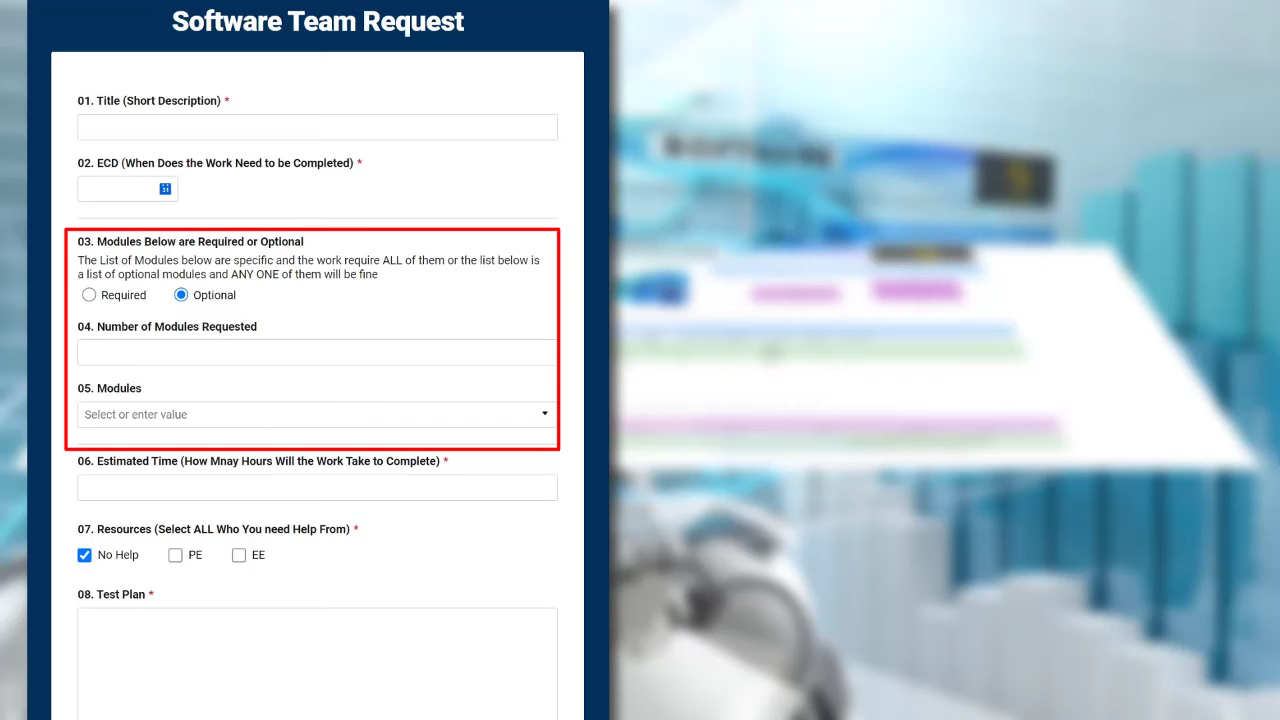 Software Team Request
01. Title (Short Description) *
02. ECD (When Does the Work Need to be Completed) *
31
03. Modules Below are Required or Optional
The List of Modules below are specific and the work require ALL of them or the list below is
a list of optional modules and ANY ONE of them will be fine
Required Optional
04. Number of Modules Requested
05. Modules
Select or enter value
06. Estimated Time (How Mnay Hours Will the Work Take to Complete) *
07. Resources (Select ALL Who You need Help From) *
No Help PE EE
08. Test Plan *